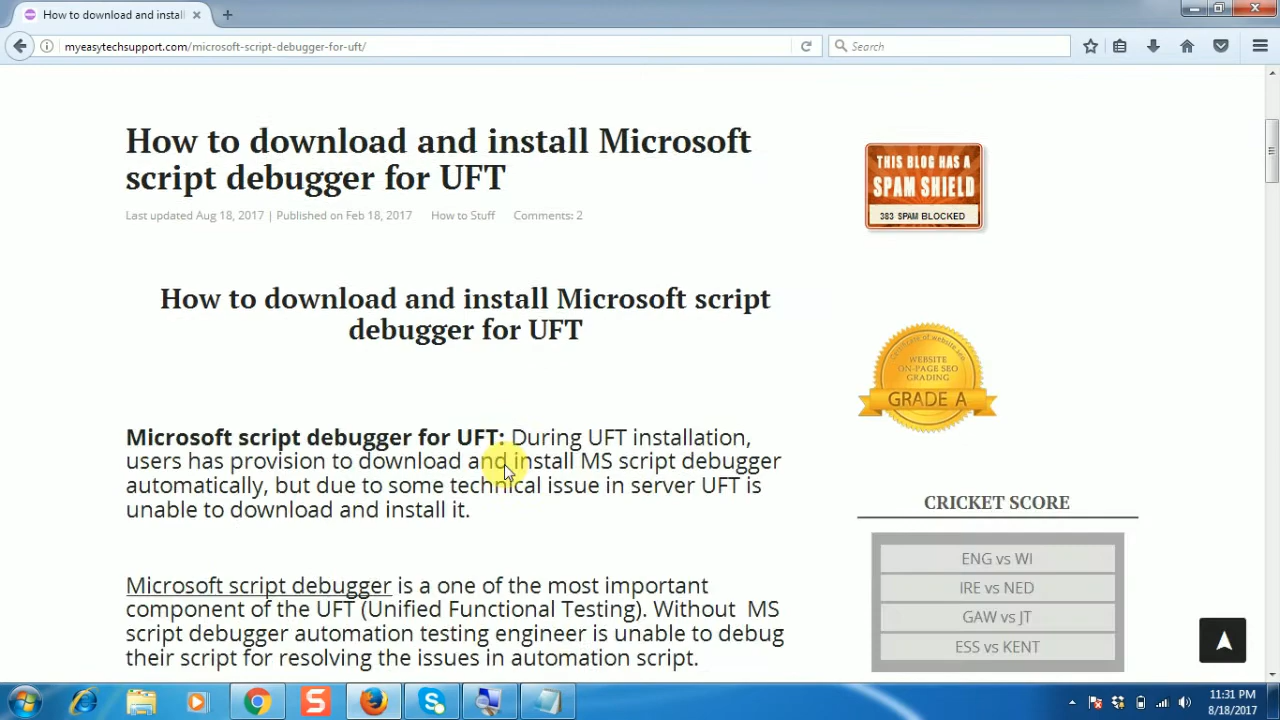 How to download and instal
myeasytechsupport.com/microsoft-script-debugger-for-uft/
Search
How to download and install Microsoft
script debugger for UFT
Last updated Aug 18, 2017 | Published on Feb 18, 2017 How to Stuff Comments: 2
THIS BLOG HAS A
SPAM SHIELD
383 SPAM BLOCKED
How to download and install Microsoft script
debugger for UFT
WEBSITE
ON-PAGE SEO
GRADING
GRADE A
Microsoft script debugger for UFT: During UFT installation,
users has provision to download and install MS script debugger
automatically, but due to some technical issue in server UFT is
unable to download and install it.
CRICKET SCORE
ENG vs WI
IRE vs NED
GAW vs JT
ESS vs KENT
Microsoft script debugger is a one of the most important
component of the UFT (Unified Functional Testing). Without MS
script debugger automation testing engineer is unable to debug
their script for resolving the issues in automation script.
11:31 PM
8/18/2017